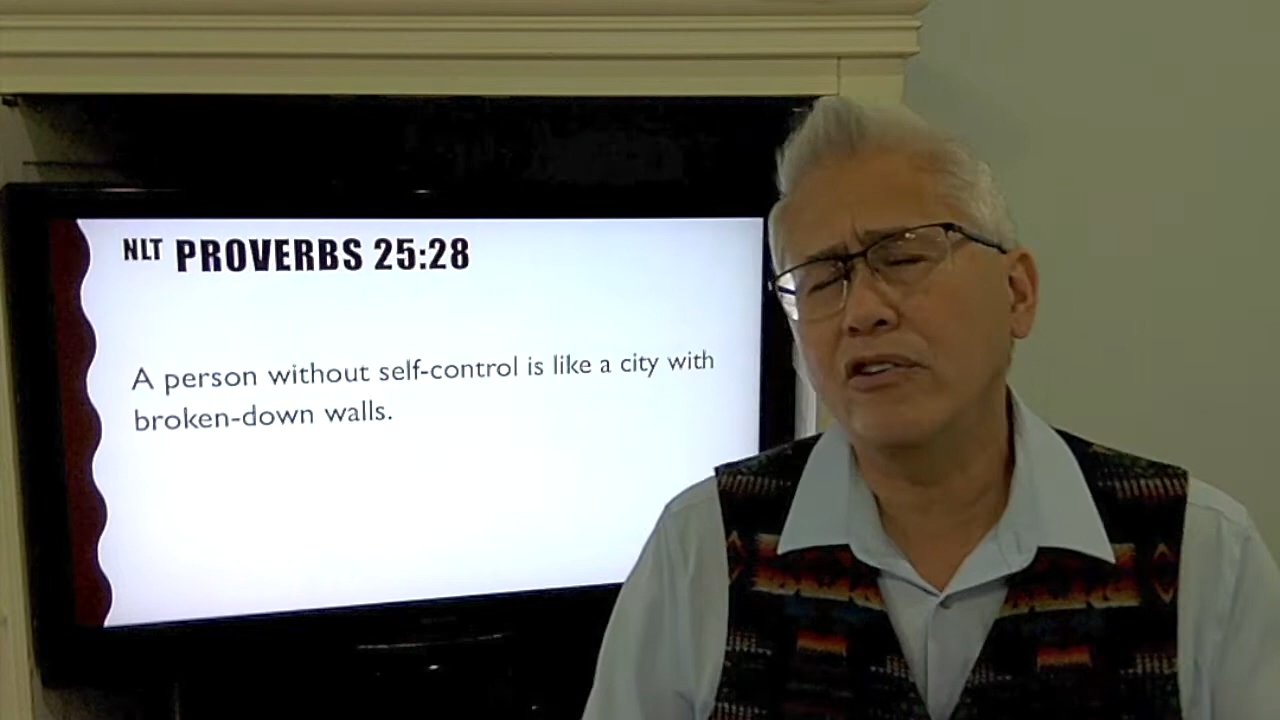 NLT PROVERBS 25:28
A person without self-control is like a city with
broken-down walls.